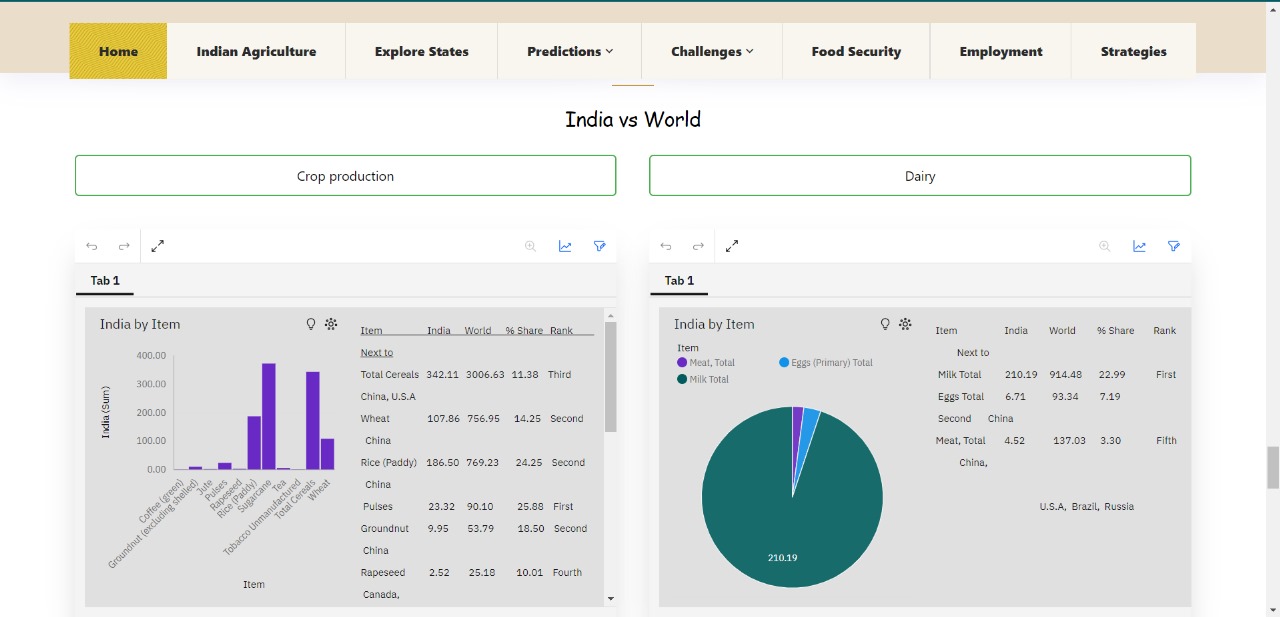 Home Indian Agriculture Explore States Predictions Challenges Food Security Employment Strategies
India vs World
Crop production
Dairy
Tab 1
India by Item
400.00
300.00
200.00
100.00
0.00
India (Sum)
Coffee (green)
Groundnut (excluding shelled)
Jute
Pulses
Rapeseed
Rice (Paddy)
Sugarcane
Tea
Tobacco Unmanufactured
Total Cereals
Wheat
Item
Item India World % Share Rank
Next to
Total Cereals 342.11 3006.63 11.38 Third
China, U.S.A
Wheat 107.86 756.95 14.25 Second
China
Rice (Paddy) 186.50 769.23 24.25 Second
China
Pulses 23.32 90.10 25.88 First
Groundnut 9.95 53.79 18.50 Second
China
Rapeseed 2.52 25.18 10.01 Fourth
Canada,
Tab 1
India by Item
Item
Meat, Total Eggs (Primary) Total
Milk Total
210.19
Item India World % Share Rank
Next to
Milk Total 210.19 914.48 22.99 First
Eggs Total 6.71 93.34 7.19
Second China
Meat, Total 4.52 137.03 3.30 Fifth
China,
U.S.A, Brazil, Russia